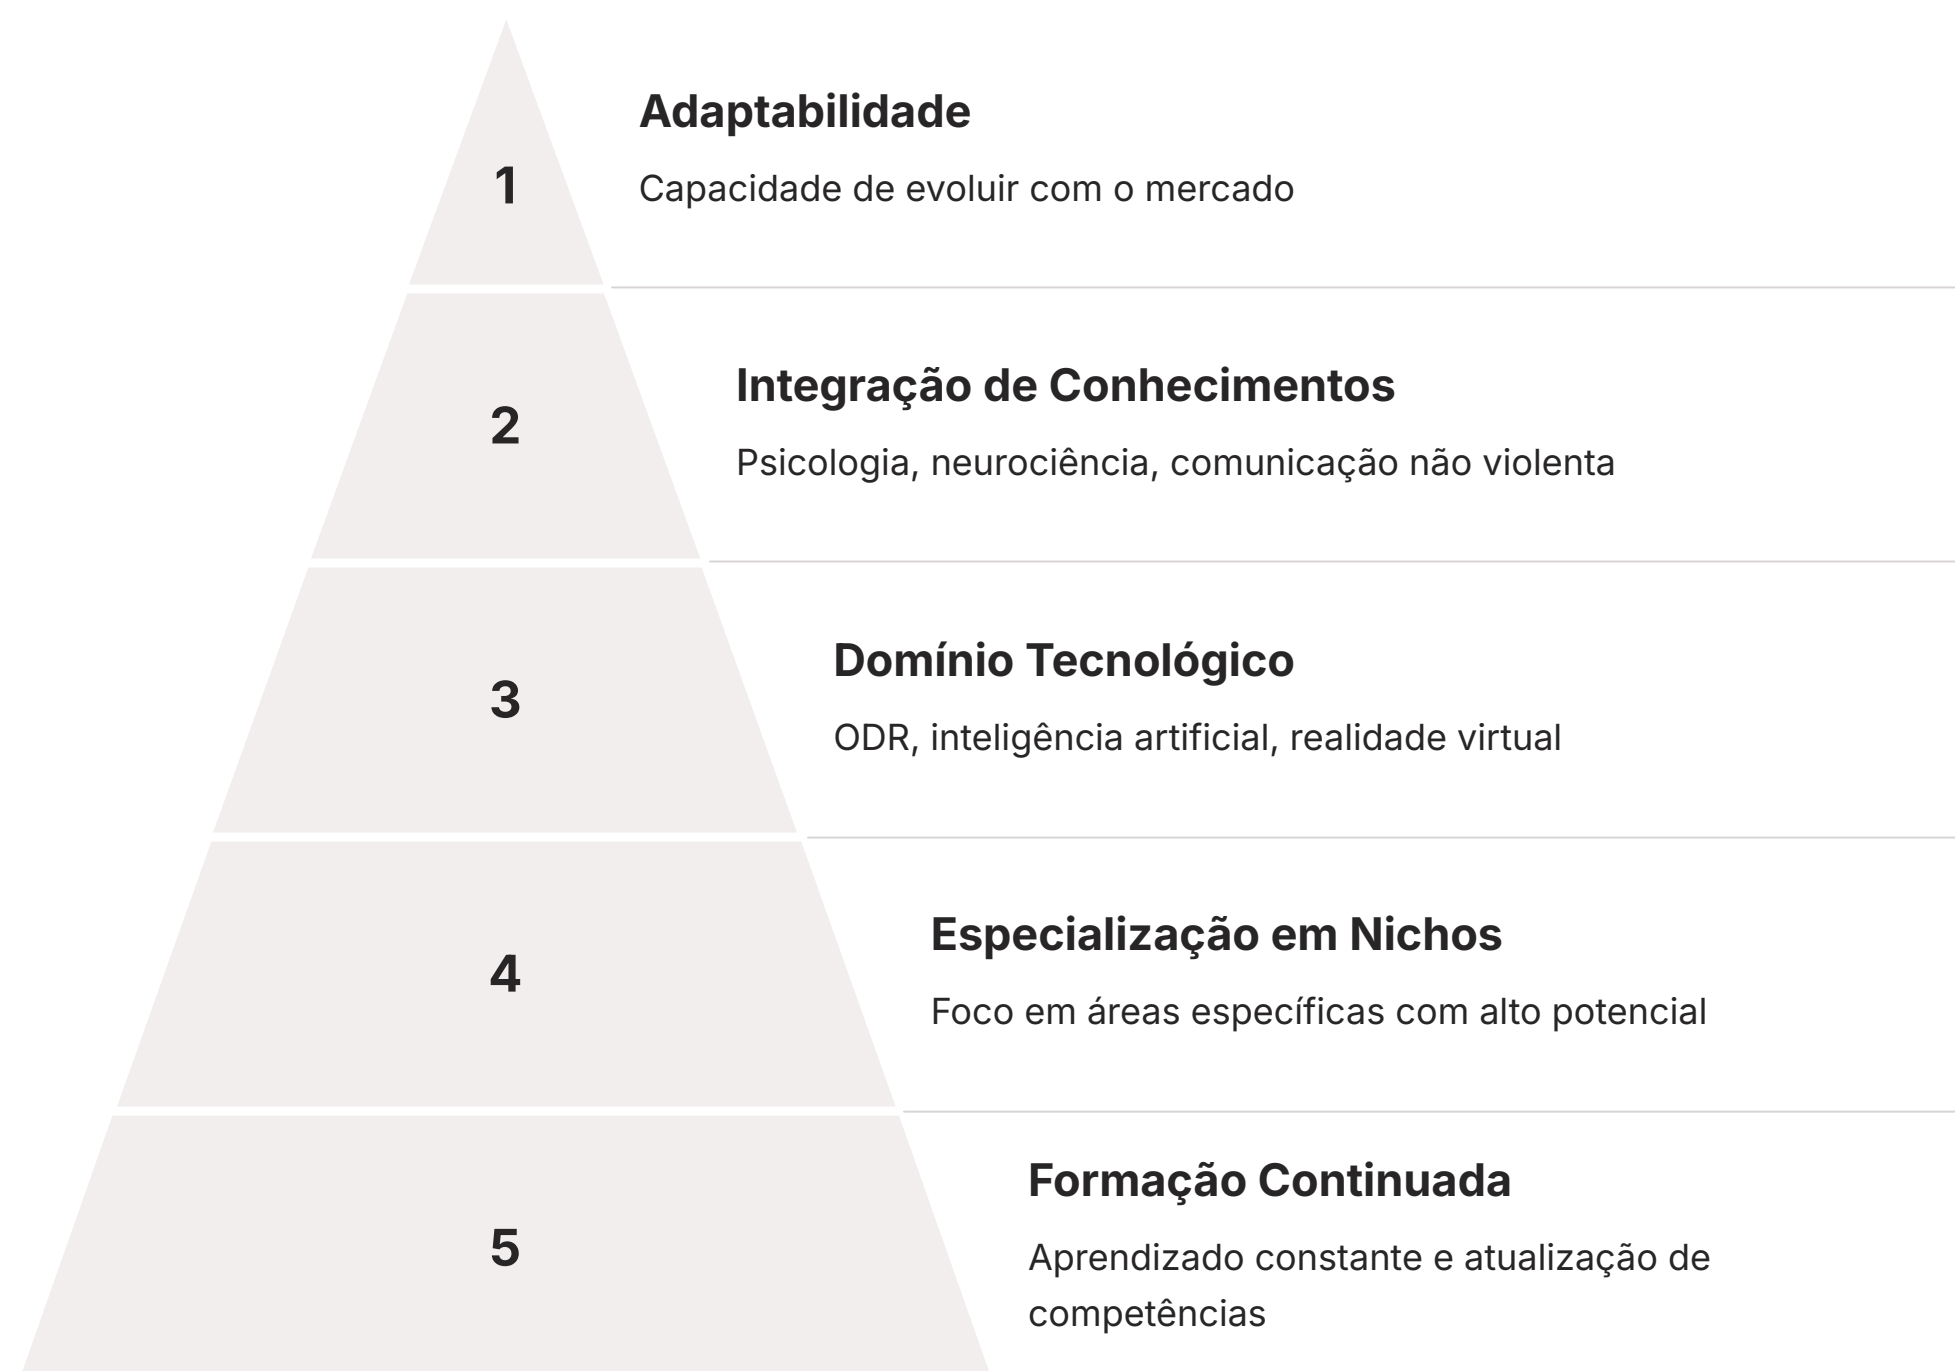 1
Adaptabilidade
Capacidade de evoluir com o mercado
2
Integração de Conhecimentos
Psicologia, neurociência, comunicação não violenta
3
Domínio Tecnológico
ODR, inteligência artificial, realidade virtual
4
Especialização em Nichos
Foco em áreas específicas com alto potencial
5
Formação Continuada
Aprendizado constante e atualização de
competências